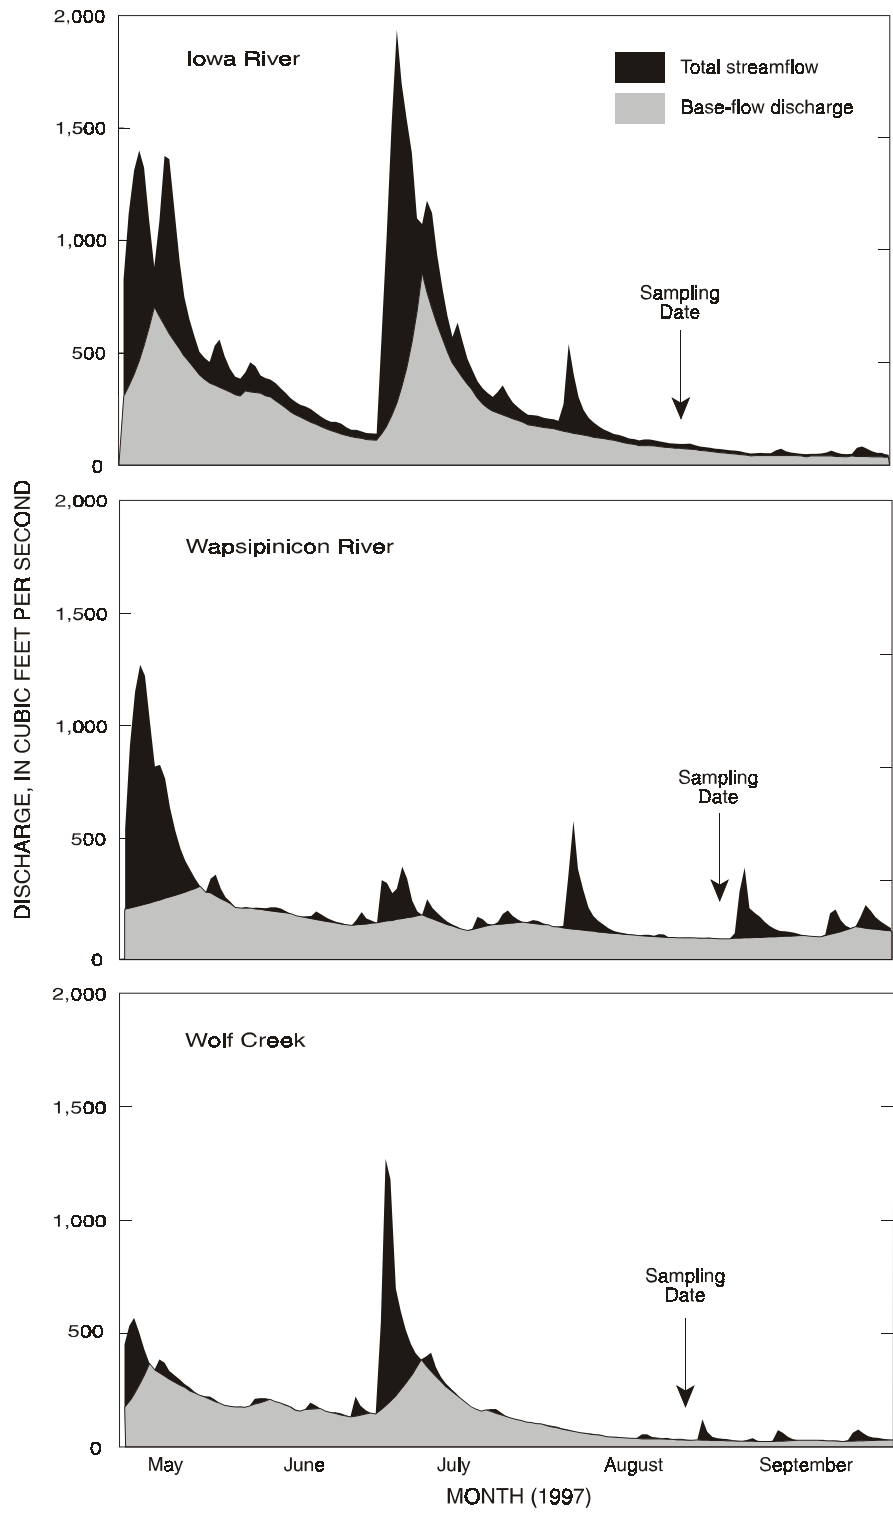 2,000
Iowa River
Total streamflow
Base-flow discharge
1,500
1,000
Sampling
Date
500
0
DISCHARGE, IN CUBIC FEET PER SECOND
2,000
Wapsipinicon River
1,500
1,000
Sampling
Date
500
0
2,000
Wolf Creek
1,500
1,000
Sampling
Date
500
0
May June July August September
MONTH (1997)